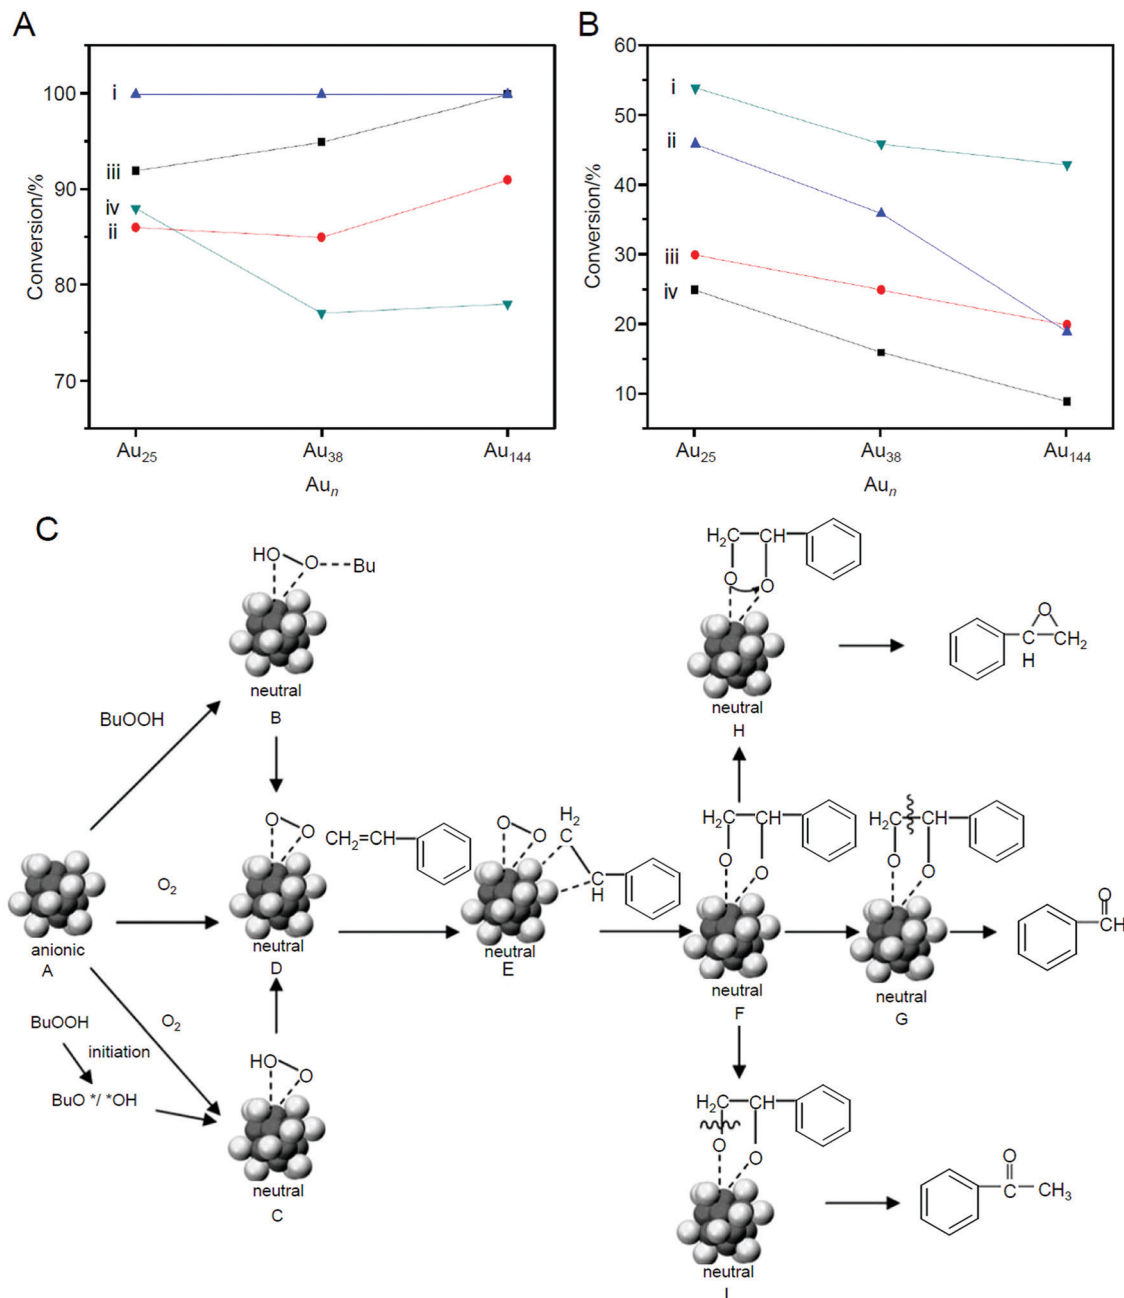 A
Conversion/%
100
90
80
70
i
iii
iv
ii
Au25
Au38
Au144
Aun
B
Conversion/%
60
50
40
30
20
10
i
ii
iii
iv
Au25
Au38
Au144
Aun
C
HO
O
Bu
neutral
B
BuOOH
H2C
CH
O
O
neutral
H
O
C
CH2
H
anionic
A
O2
O
O
neutral
D
CH2=CH
O
O
H2
C
C
H
neutral
E
H2C
CH
O
O
neutral
F
H2C
CH
O
O
neutral
G
O
CH
BuOOH
O2
initiation
BuO */ *OH
HO
O
neutral
C
H2C
CH
O
O
neutral
I
O
C
CH3